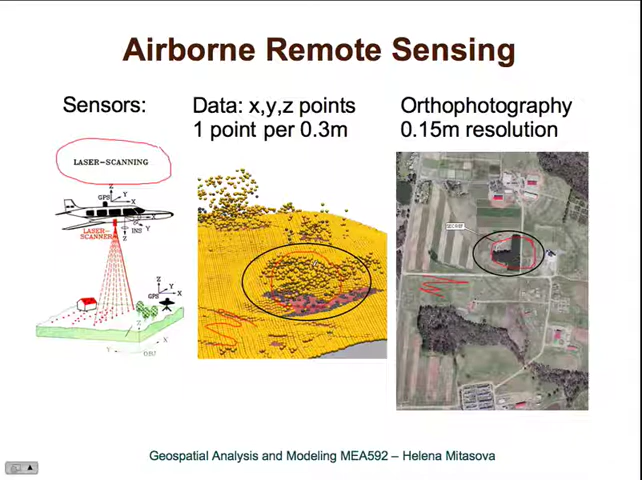 Airborne Remote Sensing
Sensors:
Data: x,y,z points
1 point per 0.3m
Orthophotography
0.15m resolution
LASER-SCANNING
Z
Y
GPS
X
Y
INS
X
Z
LASER-
SCANNER
Z
Y
GPS
X
Z
X
Y
OBJ
Geospatial Analysis and Modeling MEA592 – Helena Mitasova